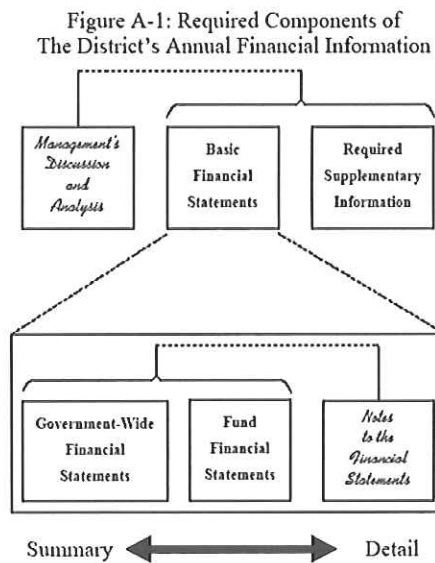 Figure A-1: Required Components of
The District's Annual Financial Information
Management's
Discussion
and
Analysis
Basic
Financial
Statements
Required
Supplementary
Information
Government-Wide
Financial
Statements
Fund
Financial
Statements
Notes
to the
Financial
Statements
Summary
Detail